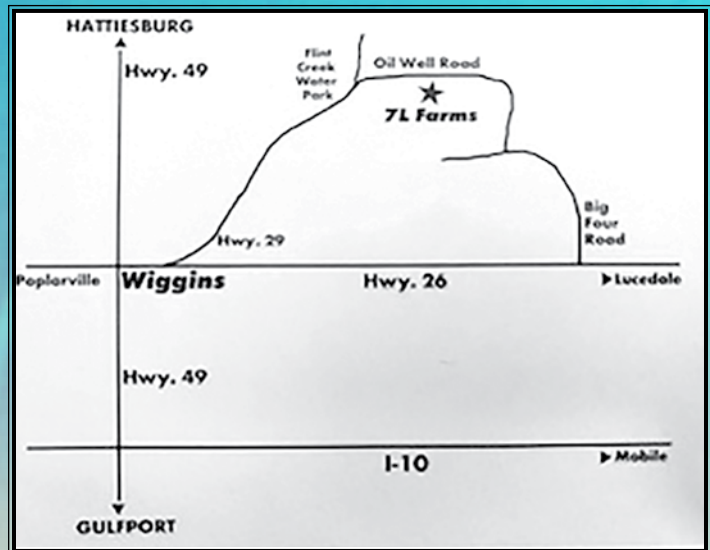 HATTIESBURG
Hwy. 49
Flint
Creek
Water
Park
Oil Well Road
7L Farms
Hwy. 29
Big
Four
Road
Poplarville
Wiggins
Hwy. 26
Lucedale
Hwy. 49
I-10
Mobile
GULFPORT